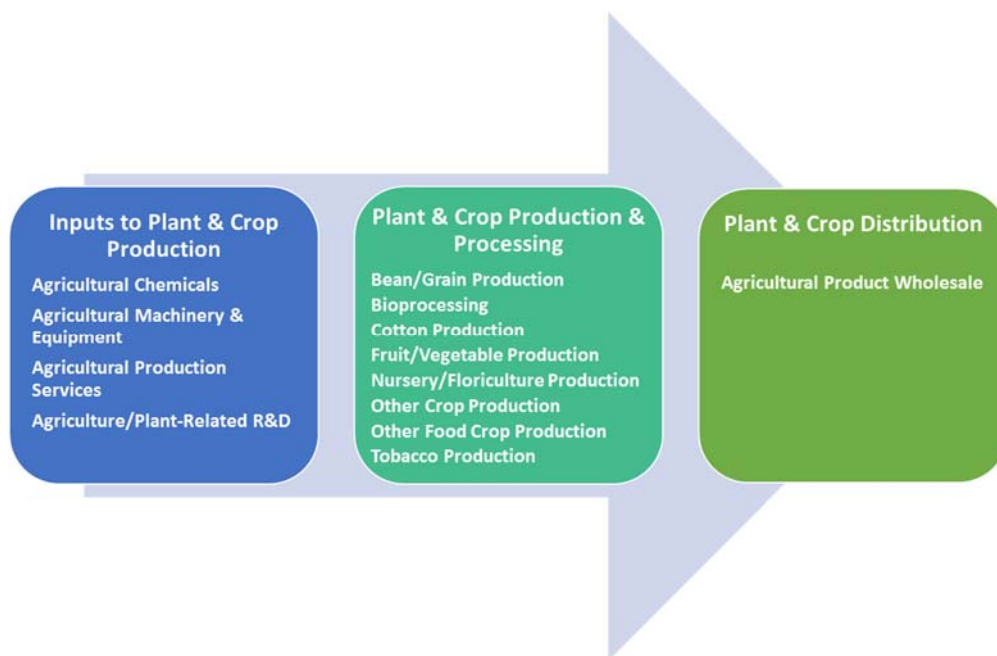 Inputs to Plant & Crop
Production
Agricultural Chemicals
Agricultural Machinery &
Equipment
Agricultural Production
Services
Agriculture/Plant-Related R&D
Plant & Crop Production &
Processing
Bean/Grain Production
Bioprocessing
Cotton Production
Fruit/Vegetable Production
Nursery/Floriculture Production
Other Crop Production
Other Food Crop Production
Tobacco Production
Plant & Crop Distribution
Agricultural Product Wholesale